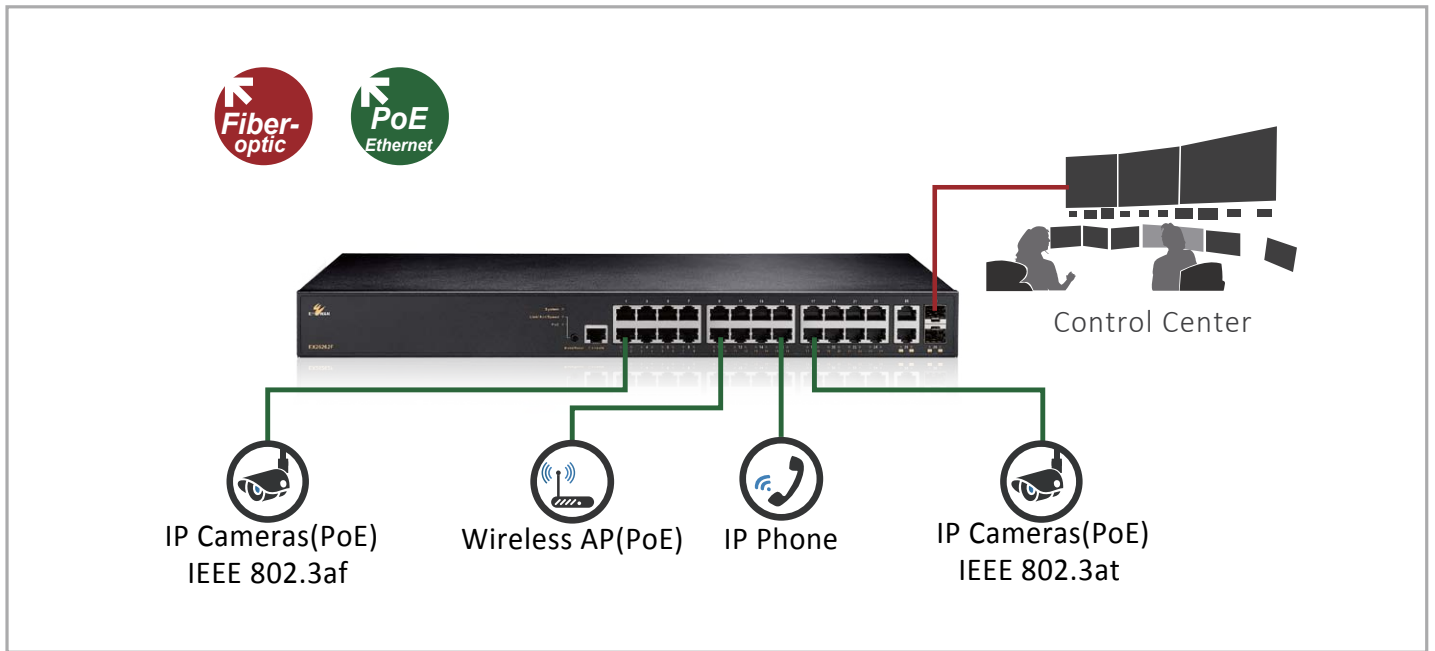 Fiber-
optic
PoE
Ethernet
Control Center
IP Cameras(PoE)
IEEE 802.3af
Wireless AP(PoE)
IP Phone
IP Cameras(PoE)
IEEE 802.3at